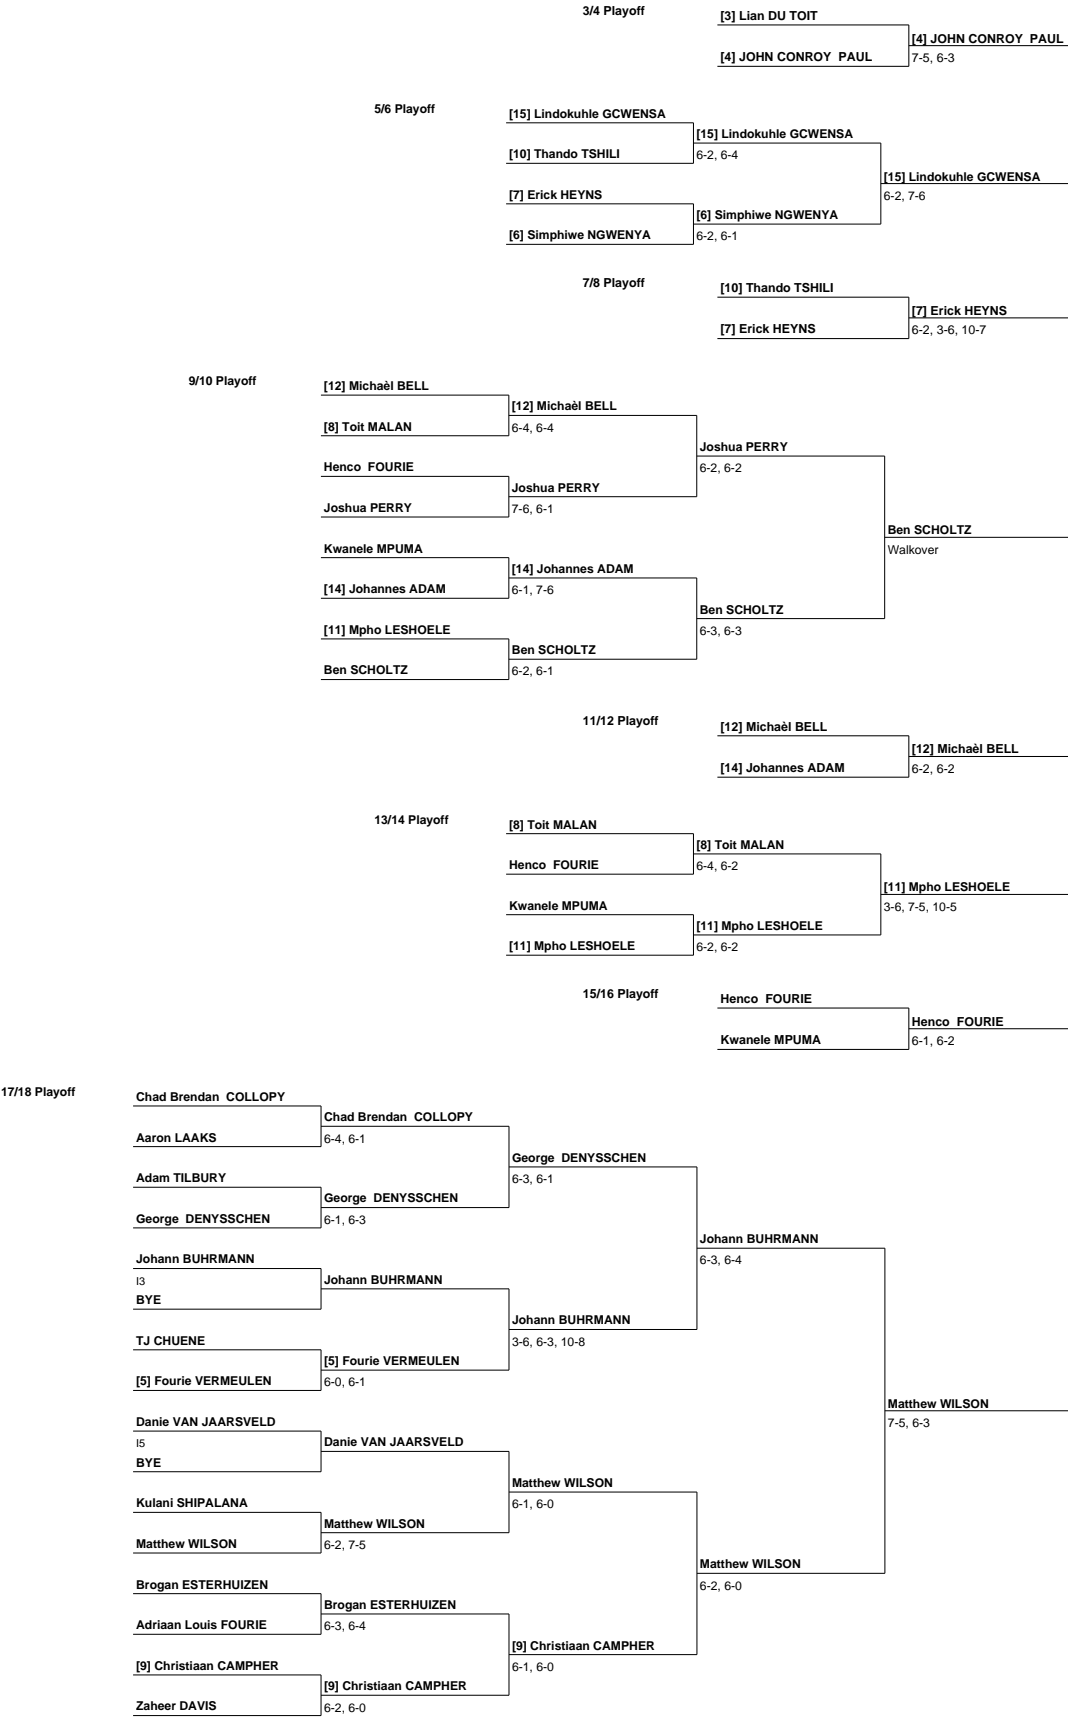 3/4 Playoff
[3] Lian DU TOIT
[4] JOHN CONROY  PAUL
[4] JOHN CONROY  PAUL
7-5, 6-3
5/6 Playoff
[15] Lindokuhle GCWENSA
[15] Lindokuhle GCWENSA
[10] Thando TSHILI
6-2, 6-4
[15] Lindokuhle GCWENSA
[7] Erick HEYNS
6-2, 7-6
[6] Simphiwe NGWENYA
[6] Simphiwe NGWENYA
6-2, 6-1
7/8 Playoff
[10] Thando TSHILI
[7] Erick HEYNS
[7] Erick HEYNS
6-2, 3-6, 10-7
9/10 Playoff
[12] Michaèl BELL
[12] Michaèl BELL
[8] Toit MALAN
6-4, 6-4
Joshua PERRY
Henco  FOURIE
6-2, 6-2
Joshua PERRY
Joshua PERRY
7-6, 6-1
Ben SCHOLTZ
Kwanele MPUMA
Walkover
[14] Johannes ADAM
[14] Johannes ADAM
6-1, 7-6
Ben SCHOLTZ
[11] Mpho LESHOELE
6-3, 6-3
Ben SCHOLTZ
Ben SCHOLTZ
6-2, 6-1
11/12 Playoff
[12] Michaèl BELL
[12] Michaèl BELL
[14] Johannes ADAM
6-2, 6-2
13/14 Playoff
[8] Toit MALAN
[8] Toit MALAN
Henco  FOURIE
6-4, 6-2
[11] Mpho LESHOELE
Kwanele MPUMA
3-6, 7-5, 10-5
[11] Mpho LESHOELE
[11] Mpho LESHOELE
6-2, 6-2
15/16 Playoff
Henco  FOURIE
Henco  FOURIE
Kwanele MPUMA
6-1, 6-2
17/18 Playoff
Chad Brendan  COLLOPY
Chad Brendan  COLLOPY
Aaron LAAKS
6-4, 6-1
George  DENYSSCHEN
Adam TILBURY
6-3, 6-1
George  DENYSSCHEN
George  DENYSSCHEN
6-1, 6-3
Johann BUHRMANN
Johann BUHRMANN
6-3, 6-4
I3
Johann BUHRMANN
BYE
Johann BUHRMANN
TJ CHUENE
3-6, 6-3, 10-8
[5] Fourie VERMEULEN
[5] Fourie VERMEULEN
6-0, 6-1
Matthew WILSON
Danie VAN JAARSVELD
7-5, 6-3
I5
Danie VAN JAARSVELD
BYE
Matthew WILSON
Kulani SHIPALANA
6-1, 6-0
Matthew WILSON
Matthew WILSON
6-2, 7-5
Matthew WILSON
Brogan ESTERHUIZEN
6-2, 6-0
Brogan ESTERHUIZEN
Adriaan Louis FOURIE
6-3, 6-4
[9] Christiaan CAMPHER
[9] Christiaan CAMPHER
6-1, 6-0
[9] Christiaan CAMPHER
Zaheer DAVIS
6-2, 6-0